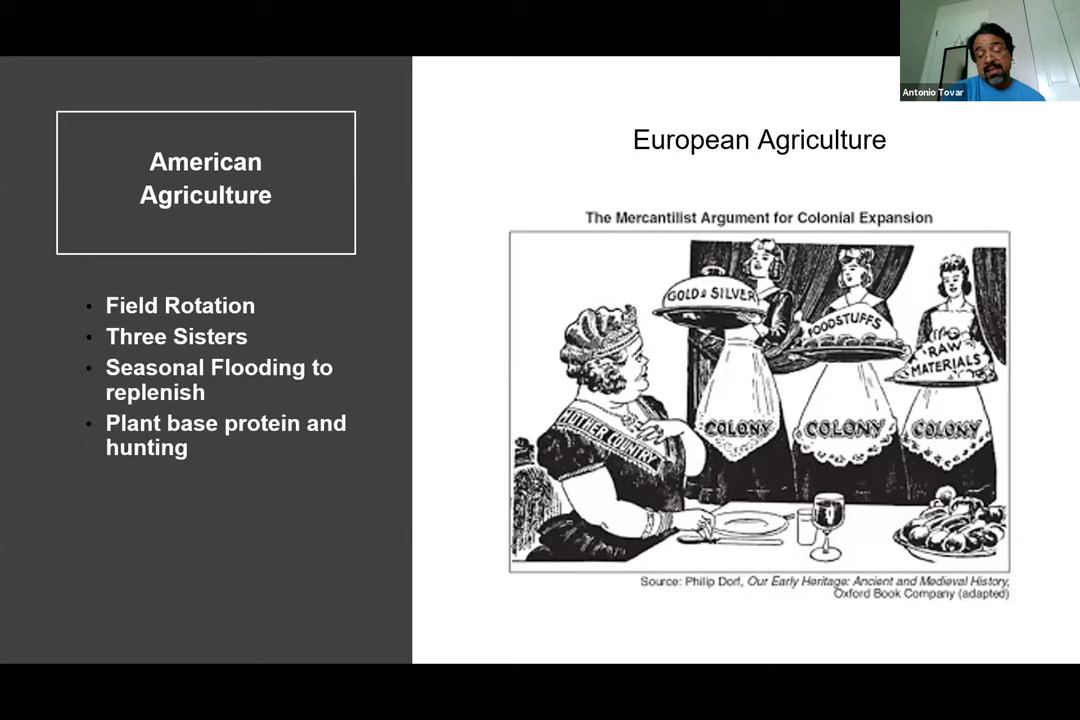 Antonio Tovar
American
Agriculture
• Field Rotation
• Three Sisters
• Seasonal Flooding to
replenish
• Plant base protein and
hunting
European Agriculture
The Mercantilist Argument for Colonial Expansion
GOLD & SILVER
FOODSTUFFS
RAW
MATERIALS
MOTHER COUNTRY
COLONY
COLONY
COLONY
Source: Philip Dorf, Our Early Heritage: Ancient and Medieval History,
Oxford Book Company (adapted)